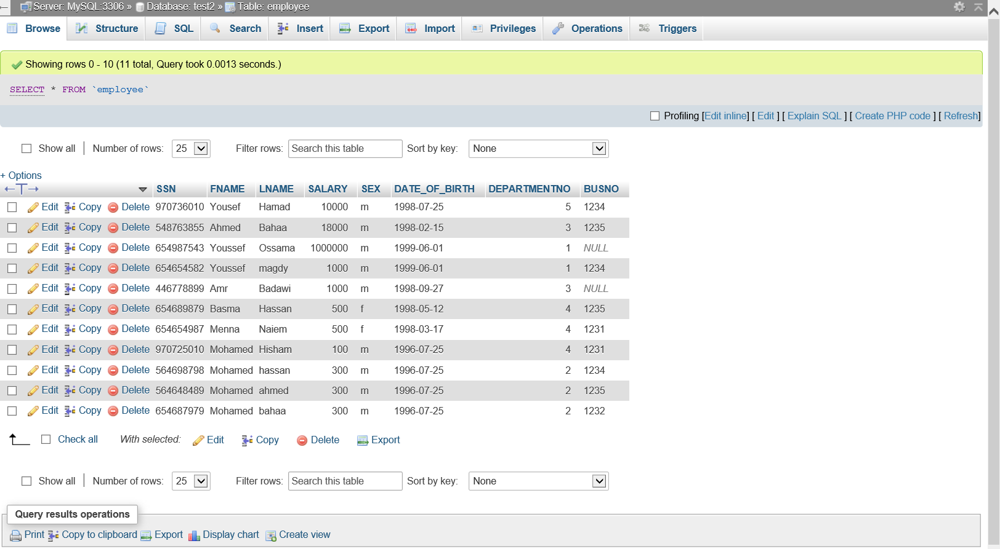 Server: MySQL:3306 » Database: test2 » Table: employee
Browse Structure SQL Search Insert Export Import Privileges Operations Triggers
Showing rows 0 - 10 (11 total, Query took 0.0013 seconds.)
SELECT * FROM `employee`
Profiling [Edit inline] [ Edit ] [ Explain SQL ] [ Create PHP code ] [ Refresh]
Show all | Number of rows: 25 Filter rows: Search this table Sort by key: None
+ Options
←T→ SSN FNAME LNAME SALARY SEX DATE_OF_BIRTH DEPARTMENTNO BUSNO
Edit Copy Delete 970736010 Yousef Hamad 10000 m 1998-07-25 5 1234
Edit Copy Delete 548763855 Ahmed Bahaa 18000 m 1998-02-15 3 1235
Edit Copy Delete 654987543 Youssef Ossama 1000000 m 1999-06-01 1 NULL
Edit Copy Delete 654654582 Youssef magdy 1000 m 1999-06-01 1 1234
Edit Copy Delete 446778899 Amr Badawi 1000 m 1998-09-27 3 NULL
Edit Copy Delete 654689879 Basma Hassan 500 f 1998-05-12 4 1235
Edit Copy Delete 654654987 Menna Naiem 500 f 1998-03-17 4 1231
Edit Copy Delete 970725010 Mohamed Hisham 100 m 1996-07-25 4 1231
Edit Copy Delete 564698798 Mohamed hassan 300 m 1996-07-25 2 1234
Edit Copy Delete 564648489 Mohamed ahmed 300 m 1996-07-25 2 1235
Edit Copy Delete 654687979 Mohamed bahaa 300 m 1996-07-25 2 1232
Check all With selected: Edit Copy Delete Export
Show all | Number of rows: 25 Filter rows: Search this table Sort by key: None
Query results operations
Print Copy to clipboard Export Display chart Create view